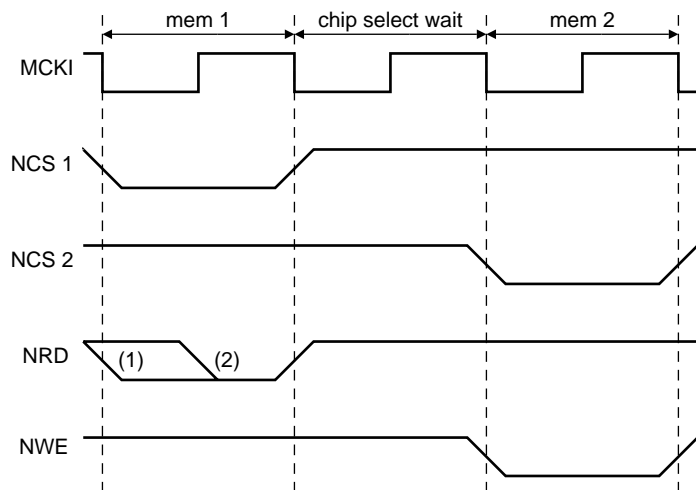 mem 1 chip select wait mem 2
MCKI
NCS 1
NCS 2
NRD (1) (2)
NWE